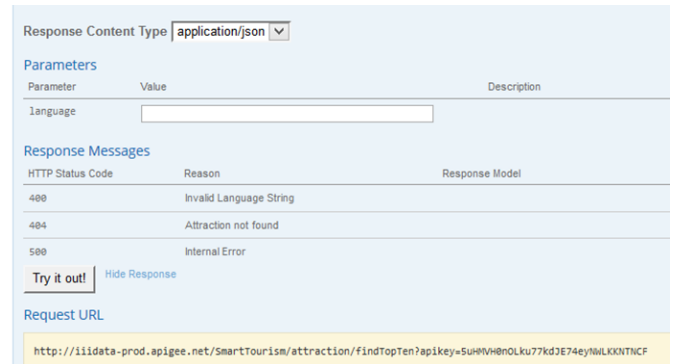 Response Content Type application/json
Parameters
Parameter Value Description
language
Response Messages
HTTP Status Code Reason Response Model
400 Invalid Language String
404 Attraction not found
500 Internal Error
Try it out! Hide Response
Request URL
http://iiidata-prod.apigee.net/SmartTourism/attraction/findTopTen?apikey=5uHMVH0nOLku77kdJE74eyNWLKKNTNCF